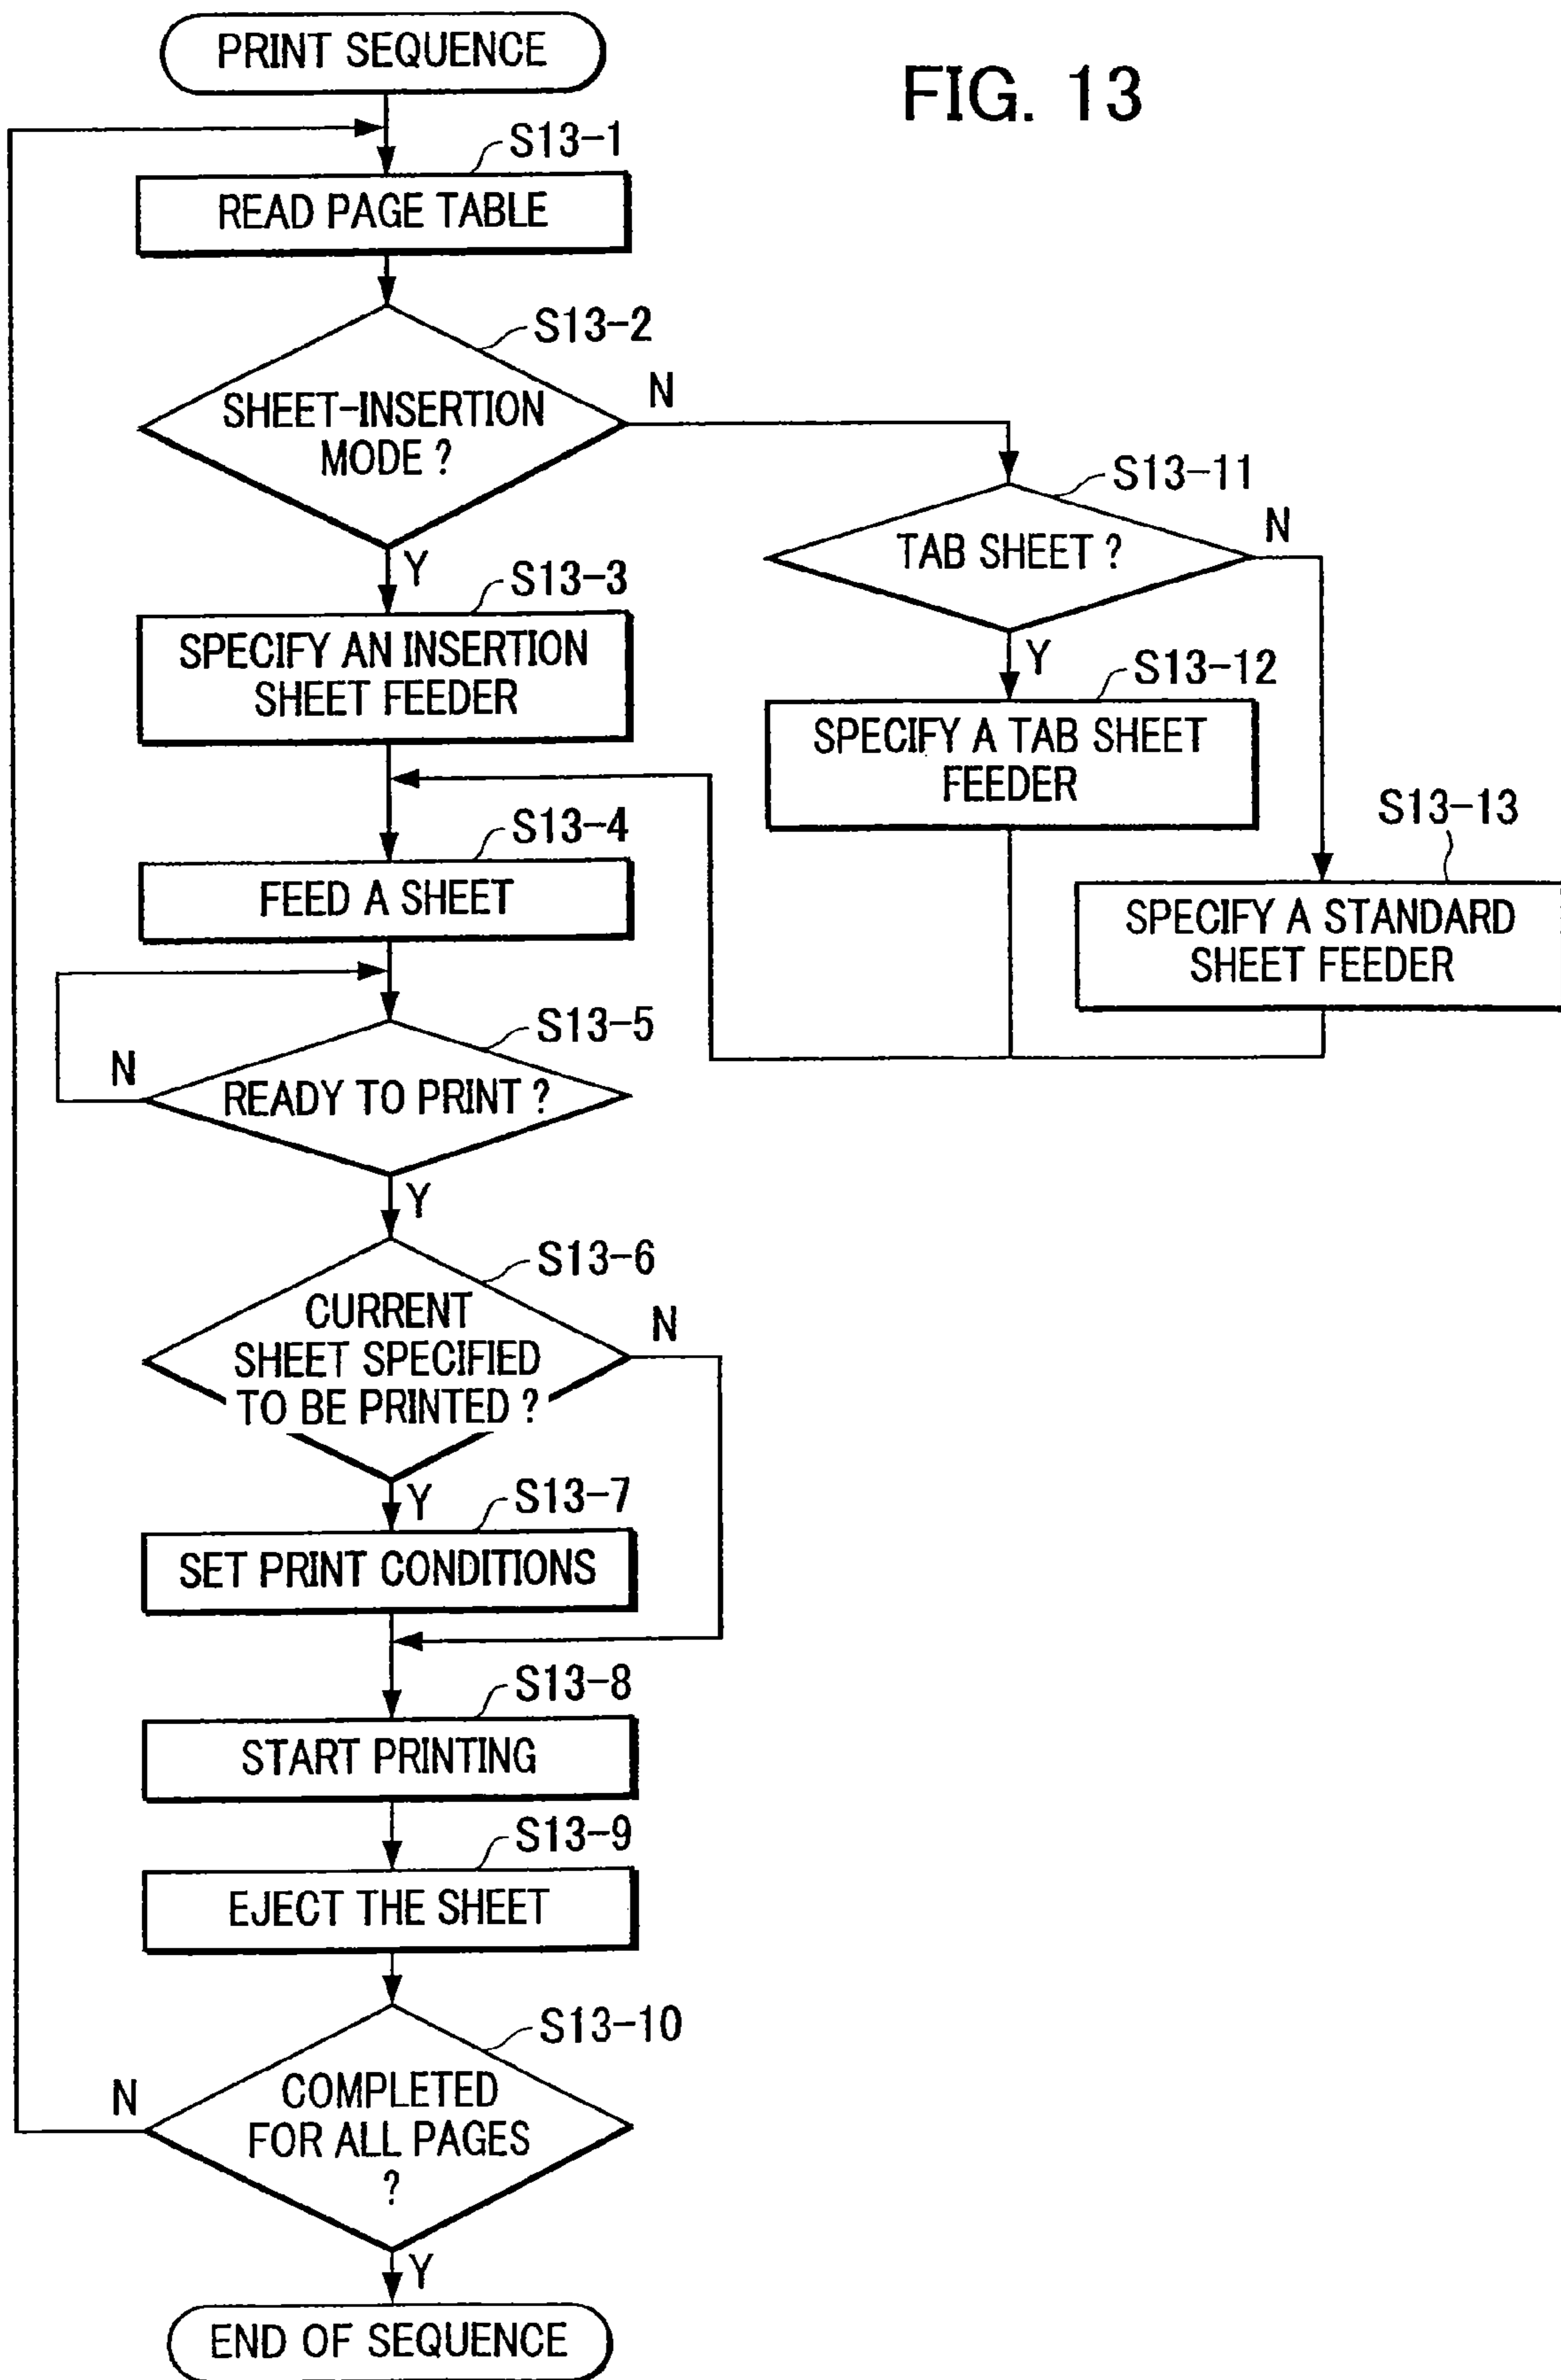 PRINT SEQUENCE
FIG. 13
S13-1
READ PAGE TABLE
S13-2
SHEET-INSERTION
MODE ?
N
Y
S13-11
TAB SHEET ?
N
Y
S13-3
SPECIFY AN INSERTION
SHEET FEEDER
S13-12
SPECIFY A TAB SHEET
FEEDER
S13-13
SPECIFY A STANDARD
SHEET FEEDER
S13-4
FEED A SHEET
S13-5
READY TO PRINT ?
N
Y
S13-6
CURRENT
SHEET SPECIFIED
TO BE PRINTED ?
N
Y
S13-7
SET PRINT CONDITIONS
S13-8
START PRINTING
S13-9
EJECT THE SHEET
S13-10
COMPLETED
FOR ALL PAGES
?
N
Y
END OF SEQUENCE